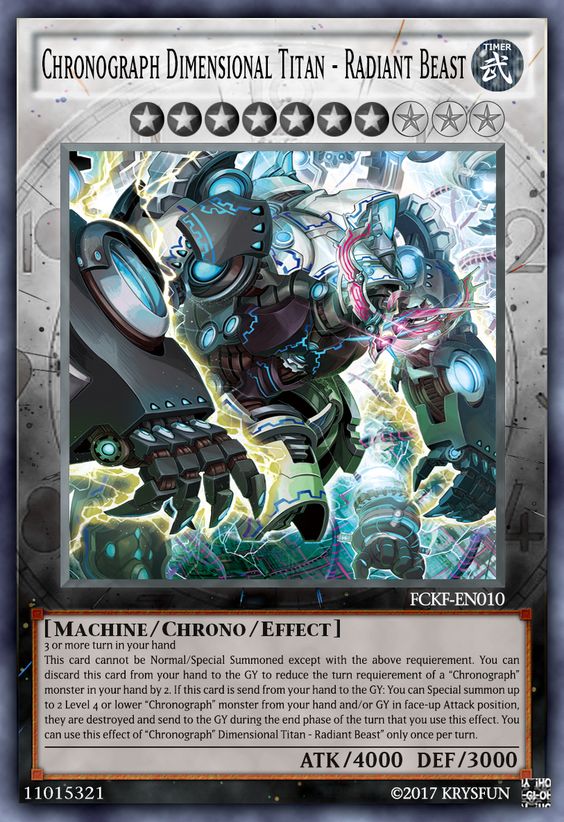 CHRONOGRAPH DIMENSIONAL TITAN - RADIANT BEAST
TIMER
武
FCKF-EN010
[MACHINE/CHRONO/EFFECT]
3 or more turn in your hand
This card cannot be Normal/Special Summoned except with the above requierement. You can
discard this card from your hand to the GY to reduce the turn requierement of a “Chronograph”
monster in your hand by 2. If this card is send from your hand to the GY: You can Special summon up
to 2 Level 4 or lower “Chronograph” monster from your hand and/or GY in face-up Attack position,
they are destroyed and send to the GY during the end phase of the turn that you use this effect. You
can use this effect of “Chronograph” Dimensional Titan - Radiant Beast” only once per turn.
ATK/4000 DEF/3000
11015321
©2017 KRYSFUN